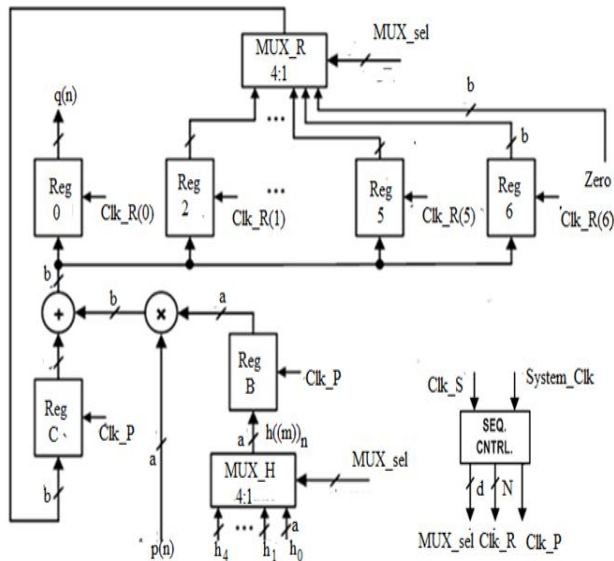 MUX_sel
MUX_R
4:1
q(n)
...
b
b
Zero
Reg
0
Clk_R(0)
Reg
2
Clk_R(1)
...
Reg
5
Clk_R(5)
Reg
6
Clk_R(6)
b
+
b
×
a
Reg
C
Clk_P
b
a
p(n)
Reg
B
Clk_P
a
h((m))n
MUX_H
4:1
MUX_sel
...
a
h4
h1
h0
Clk_S
System_Clk
SEQ.
CNTRL.
d
N
MUX_sel
Clk_R
Clk_P